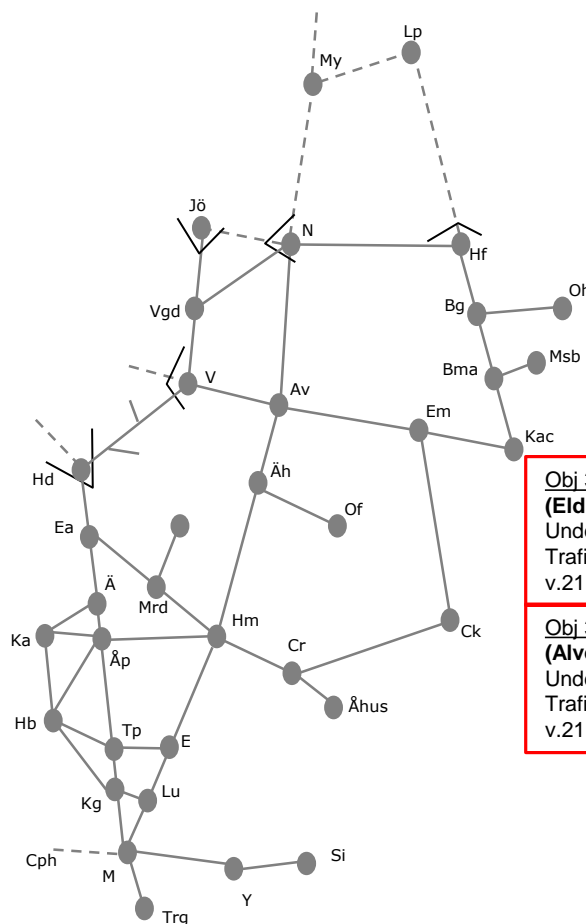 Lp
My
Jö
N
Hf
Vgd
Bg
Msb
Bma
V
Av
Em
Kac
Hd
Äh
Obj
(Eld
Of
Unde
Ea
Trafi
v.21
Ä
Mrd
Hm
Ck
Obj
Ka
Åp
Cr
Unde
Åhus
Trafi
Hb
Tp
E
v.21
Kg
Lu
Cph
M
Si
Y
Trg